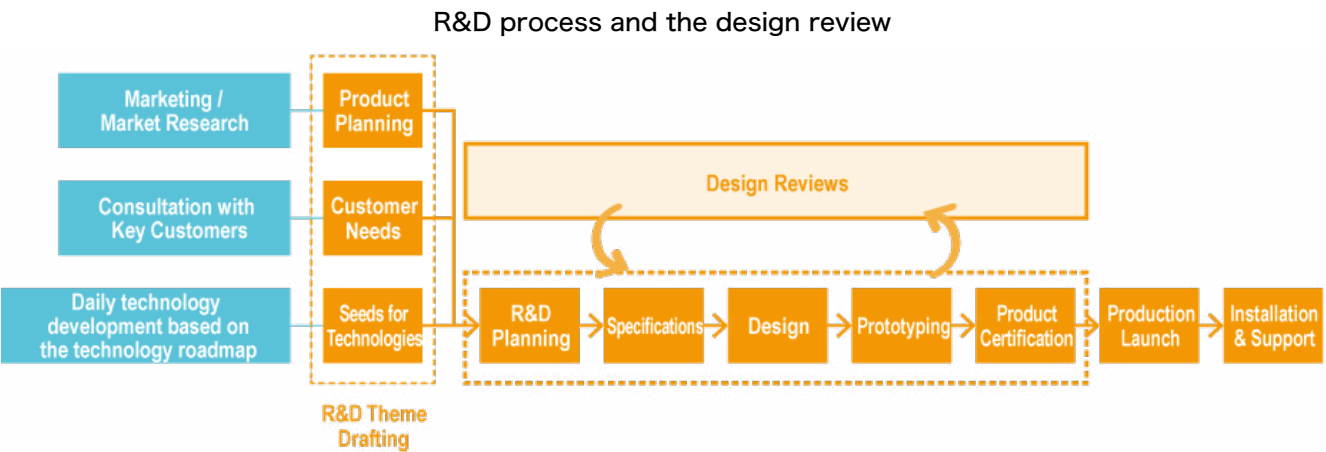 R&D process and the design review
Marketing /
Market Research
Product
Planning
Design Reviews
Consultation with
Key Customers
Customer
Needs
Daily technology
development based on
the technology roadmap
Seeds for
Technologies
R&D
Planning
Specifications
Design
Prototyping
Product
Certification
Production
Launch
Installation
& Support
R&D Theme
Drafting